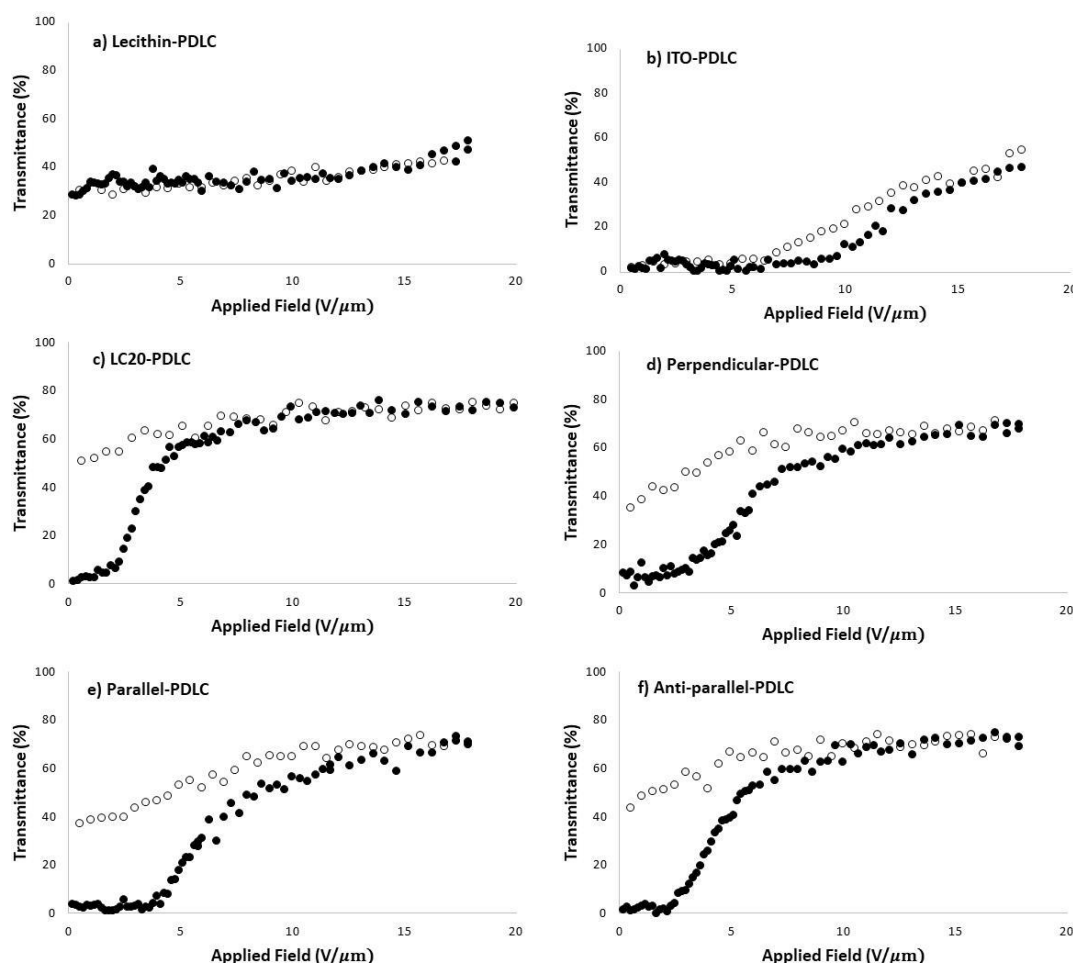 a) Lecithin-PDLC
Transmittance (%)
100
80
60
40
20
0
0 5 10 15 20
Applied Field (V/μm)
b) ITO-PDLC
Transmittance (%)
100
80
60
40
20
0
0 5 10 15 20
Applied Field (V/μm)
c) LC20-PDLC
Transmittance (%)
100
80
60
40
20
0
0 5 10 15 20
Applied Field (V/μm)
d) Perpendicular-PDLC
Transmittance (%)
100
80
60
40
20
0
0 5 10 15 20
Applied Field (V/μm)
e) Parallel-PDLC
Transmittance (%)
100
80
60
40
20
0
0 5 10 15 20
Applied Field (V/μm)
f) Anti-parallel-PDLC
Transmittance (%)
100
80
60
40
20
0
0 5 10 15 20
Applied Field (V/μm)